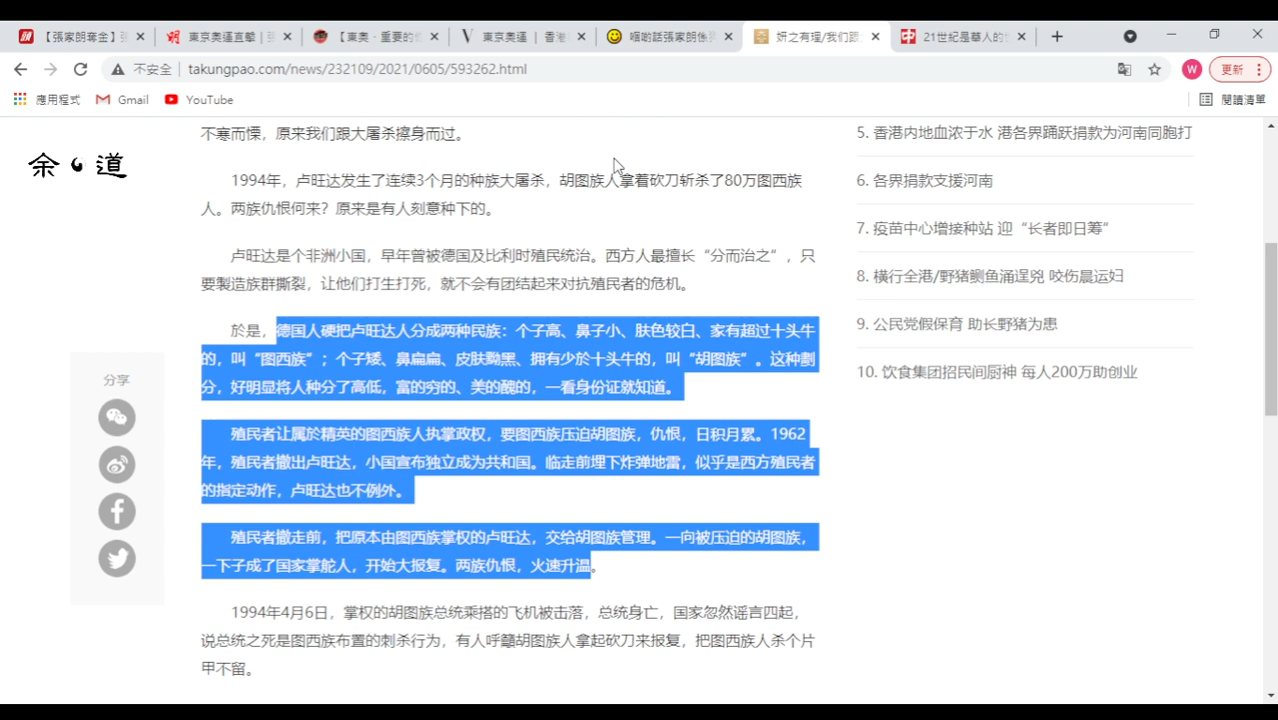 【張家朗奪金】張
東京奧運直擊 | 張
【東奧·重要的
東京奧運 | 香港
嗰啲話張家朗係
妍之有理/我们跟
21世紀是華人的
不安全 | takungpao.com/news/232109/2021/0605/593262.html
W
更新
應用程式
Gmail
YouTube
閱讀清單
余心道
不寒而慄，原来我们跟大屠杀擦身而过。
1994年，卢旺达发生了连续3个月的种族大屠杀，胡图族人拿着砍刀斩杀了80万图西族
人。两族仇恨何来？原来是有人刻意种下的。
卢旺达是个非洲小国，早年曾被德国及比利时殖民统治。西方人最擅长“分而治之”，只
要製造族群撕裂，让他们打生打死，就不会有团结起来对抗殖民者的危机。
於是，德国人硬把卢旺达人分成两种民族：个子高、鼻子小、肤色较白、家有超过十头牛
的，叫“图西族”；个子矮、鼻扁扁、皮肤黝黑、拥有少於十头牛的，叫“胡图族”。这种劃
分，好明显将人种分了高低，富的穷的、美的醜的，一看身份证就知道。
殖民者让属於精英的图西族人执掌政权，要图西族压迫胡图族，仇恨，日积月累。1962
年，殖民者撤出卢旺达，小国宣布独立成为共和国。临走前埋下炸弹地雷，似乎是西方殖民者
的指定动作，卢旺达也不例外。
殖民者撤走前，把原本由图西族掌权的卢旺达，交给胡图族管理。一向被压迫的胡图族，
一下子成了国家掌舵人，开始大报复。两族仇恨，火速升温。
1994年4月6日，掌权的胡图族总统乘搭的飞机被击落，总统身亡，国家忽然谣言四起，
说总统之死是图西族布置的刺杀行为，有人呼籲胡图族人拿起砍刀来报复，把图西族人杀个片
甲不留。
分享
5. 香港内地血浓于水 港各界踊跃捐款为河南同胞打
6. 各界捐款支援河南
7. 疫苗中心增接种站 迎“长者即日筹”
8. 横行全港/野猪鲗鱼涌逞兇 咬伤晨运妇
9. 公民党假保育 助长野猪为患
10. 饮食集团招民间厨神 每人200万助创业